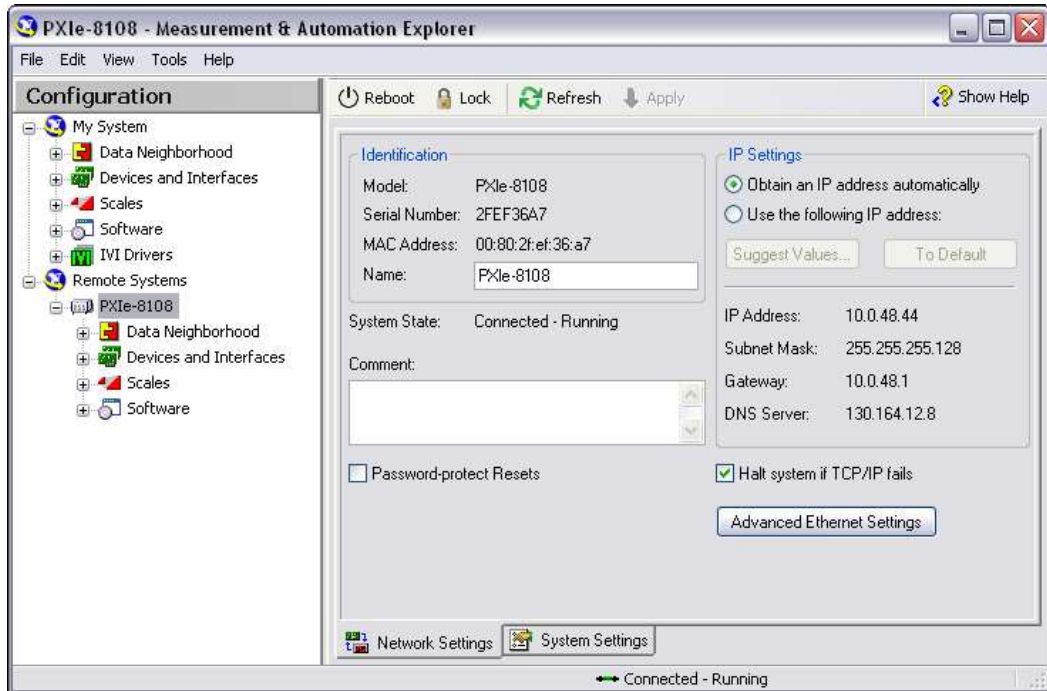 PXIe-8108 - Measurement & Automation Explorer
File Edit View Tools Help
Configuration
My System
Data Neighborhood
Devices and Interfaces
Scales
Software
IVI Drivers
Remote Systems
PXIe-8108
Data Neighborhood
Devices and Interfaces
Scales
Software
Reboot Lock Refresh Apply Show Help
Identification
Model: PXIe-8108
Serial Number: 2FEF36A7
MAC Address: 00:80:2f:ef:36:a7
Name: PXIe-8108
System State: Connected - Running
Comment:
Password-protect Resets
IP Settings
Obtain an IP address automatically
Use the following IP address:
Suggest Values... To Default
IP Address: 10.0.48.44
Subnet Mask: 255.255.255.128
Gateway: 10.0.48.1
DNS Server: 130.164.12.8
Halt system if TCP/IP fails
Advanced Ethernet Settings
Network Settings System Settings
Connected - Running